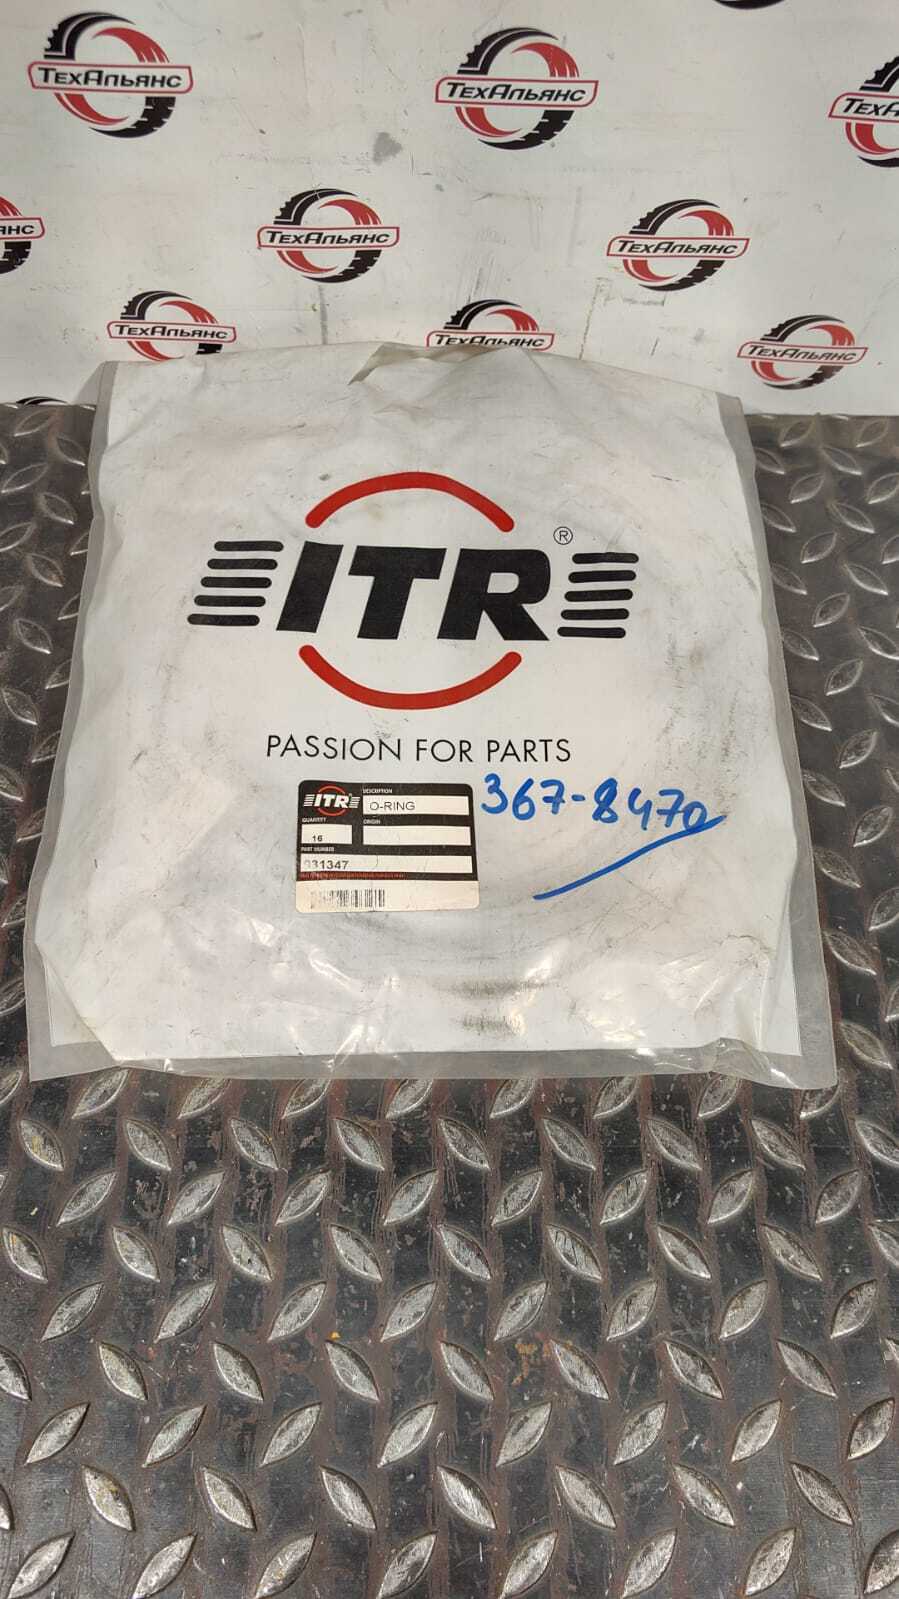 ТехАльянс
ТехАльянс
ТехАльянс
ТехАльянс
ТехАльянс
ТехАльянс
ТехАльянс
ТехАльянс
ITR®
PASSION FOR PARTS
ITR
DESCRIPTION
O-RING
QUANTITY
16
ORIGIN
PART NUMBER
331347
367-8470